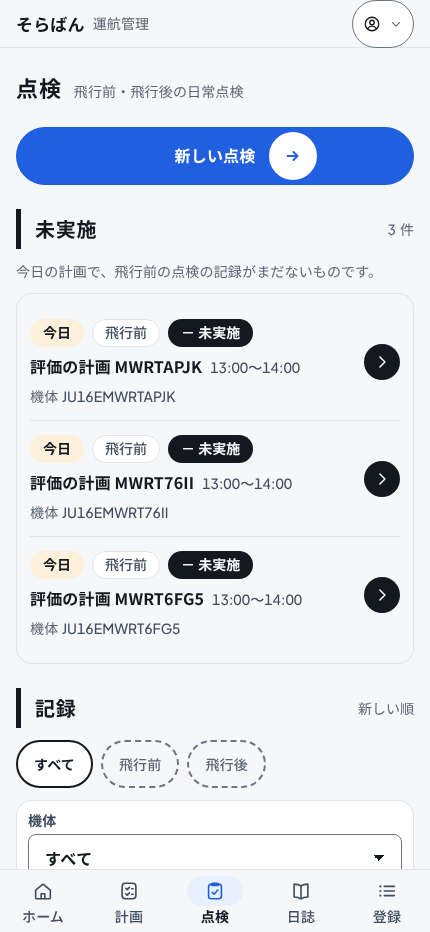 そらばん 運航管理
点検 飛行前・飛行後の日常点検
新しい点検
未実施 3 件
今日の計画で、飛行前の点検の記録がまだないものです。
今日 飛行前 − 未実施
評価の計画 MWRTAPJK 13:00〜14:00
機体 JU16EMWRTAPJK
今日 飛行前 − 未実施
評価の計画 MWRT76II 13:00〜14:00
機体 JU16EMWRT76II
今日 飛行前 − 未実施
評価の計画 MWRT6FG5 13:00〜14:00
機体 JU16EMWRT6FG5
記録 新しい順
すべて 飛行前 飛行後
機体
すべて
ホーム 計画 点検 日誌 登録